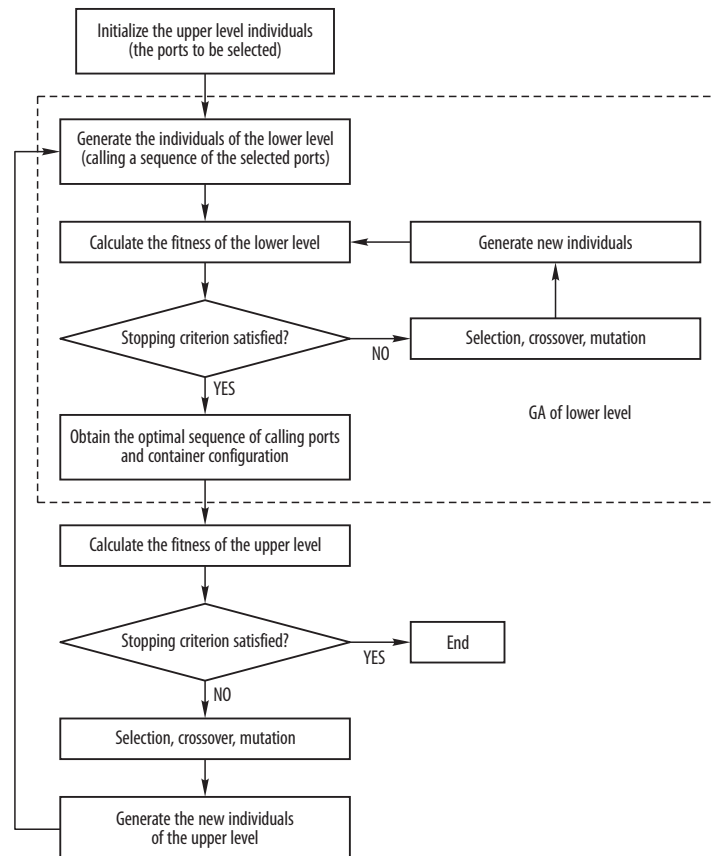 Initialize the upper level individuals
(the ports to be selected)
Generate the individuals of the lower level
(calling a sequence of the selected ports)
Calculate the fitness of the lower level
Generate new individuals
Stopping criterion satisfied?
NO
Selection, crossover, mutation
YES
GA of lower level
Obtain the optimal sequence of calling ports
and container configuration
Calculate the fitness of the upper level
Stopping criterion satisfied?
YES
End
NO
Selection, crossover, mutation
Generate the new individuals
of the upper level